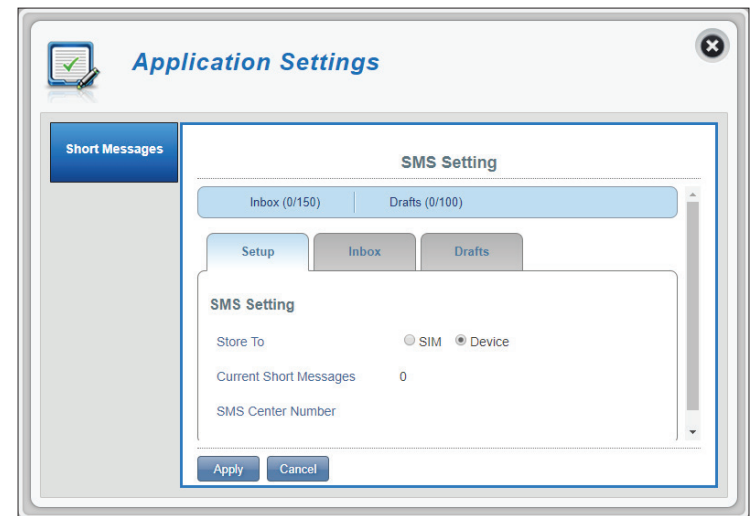 Application Settings
Short Messages
SMS Setting
Inbox (0/150) Drafts (0/100)
Setup Inbox Drafts
SMS Setting
Store To SIM Device
Current Short Messages 0
SMS Center Number
Apply Cancel